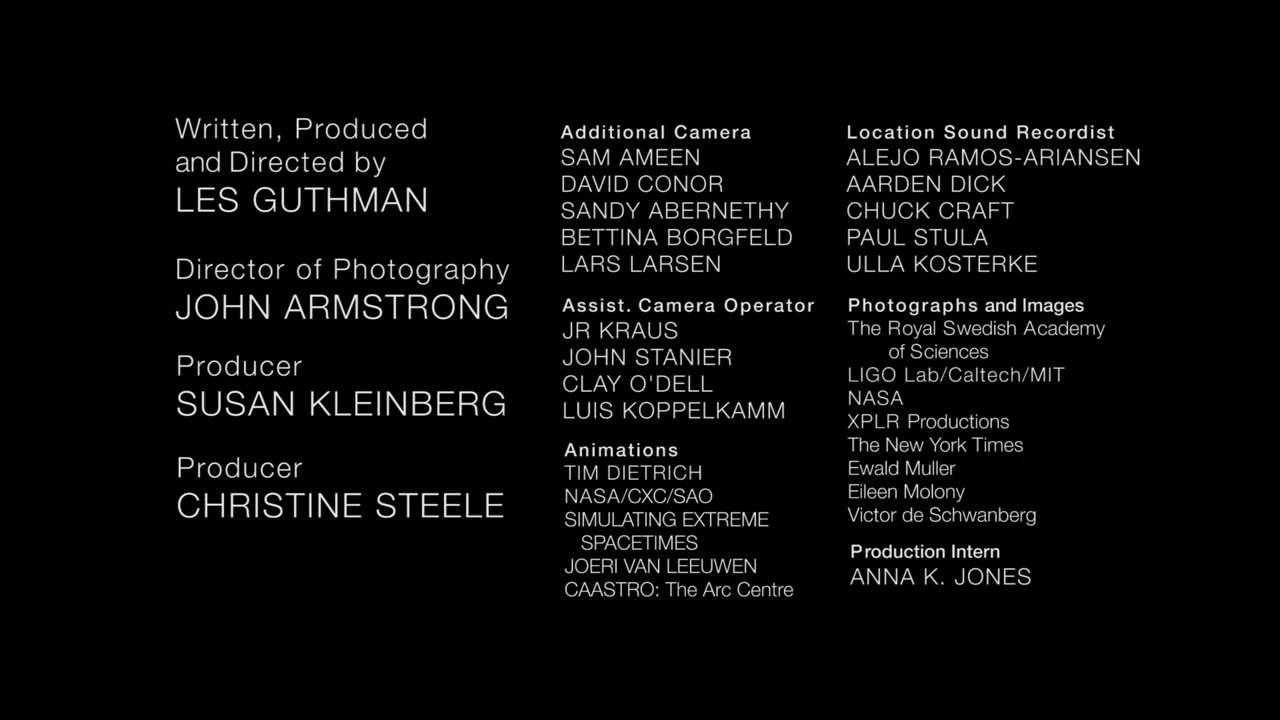 Written, Produced
and Directed by
LES GUTHMAN
Director of Photography
JOHN ARMSTRONG
Producer
SUSAN KLEINBERG
Producer
CHRISTINE STEELE
Additional Camera
SAM AMEEN
DAVID CONOR
SANDY ABERNETHY
BETTINA BORGFELD
LARS LARSEN
Assist. Camera Operator
JR KRAUS
JOHN STANIER
CLAY O'DELL
LUIS KOPPELKAMM
Animations
TIM DIETRICH
NASA/CXC/SAO
SIMULATING EXTREME
SPACETIMES
JOERI VAN LEEUWEN
CAASTRO: The Arc Centre
Location Sound Recordist
ALEJO RAMOS-ARIANSEN
AARDEN DICK
CHUCK CRAFT
PAUL STULA
ULLA KOSTERKE
Photographs and Images
The Royal Swedish Academy
of Sciences
LIGO Lab/Caltech/MIT
NASA
XPLR Productions
The New York Times
Ewald Muller
Eileen Molony
Victor de Schwanberg
Production Intern
ANNA K. JONES